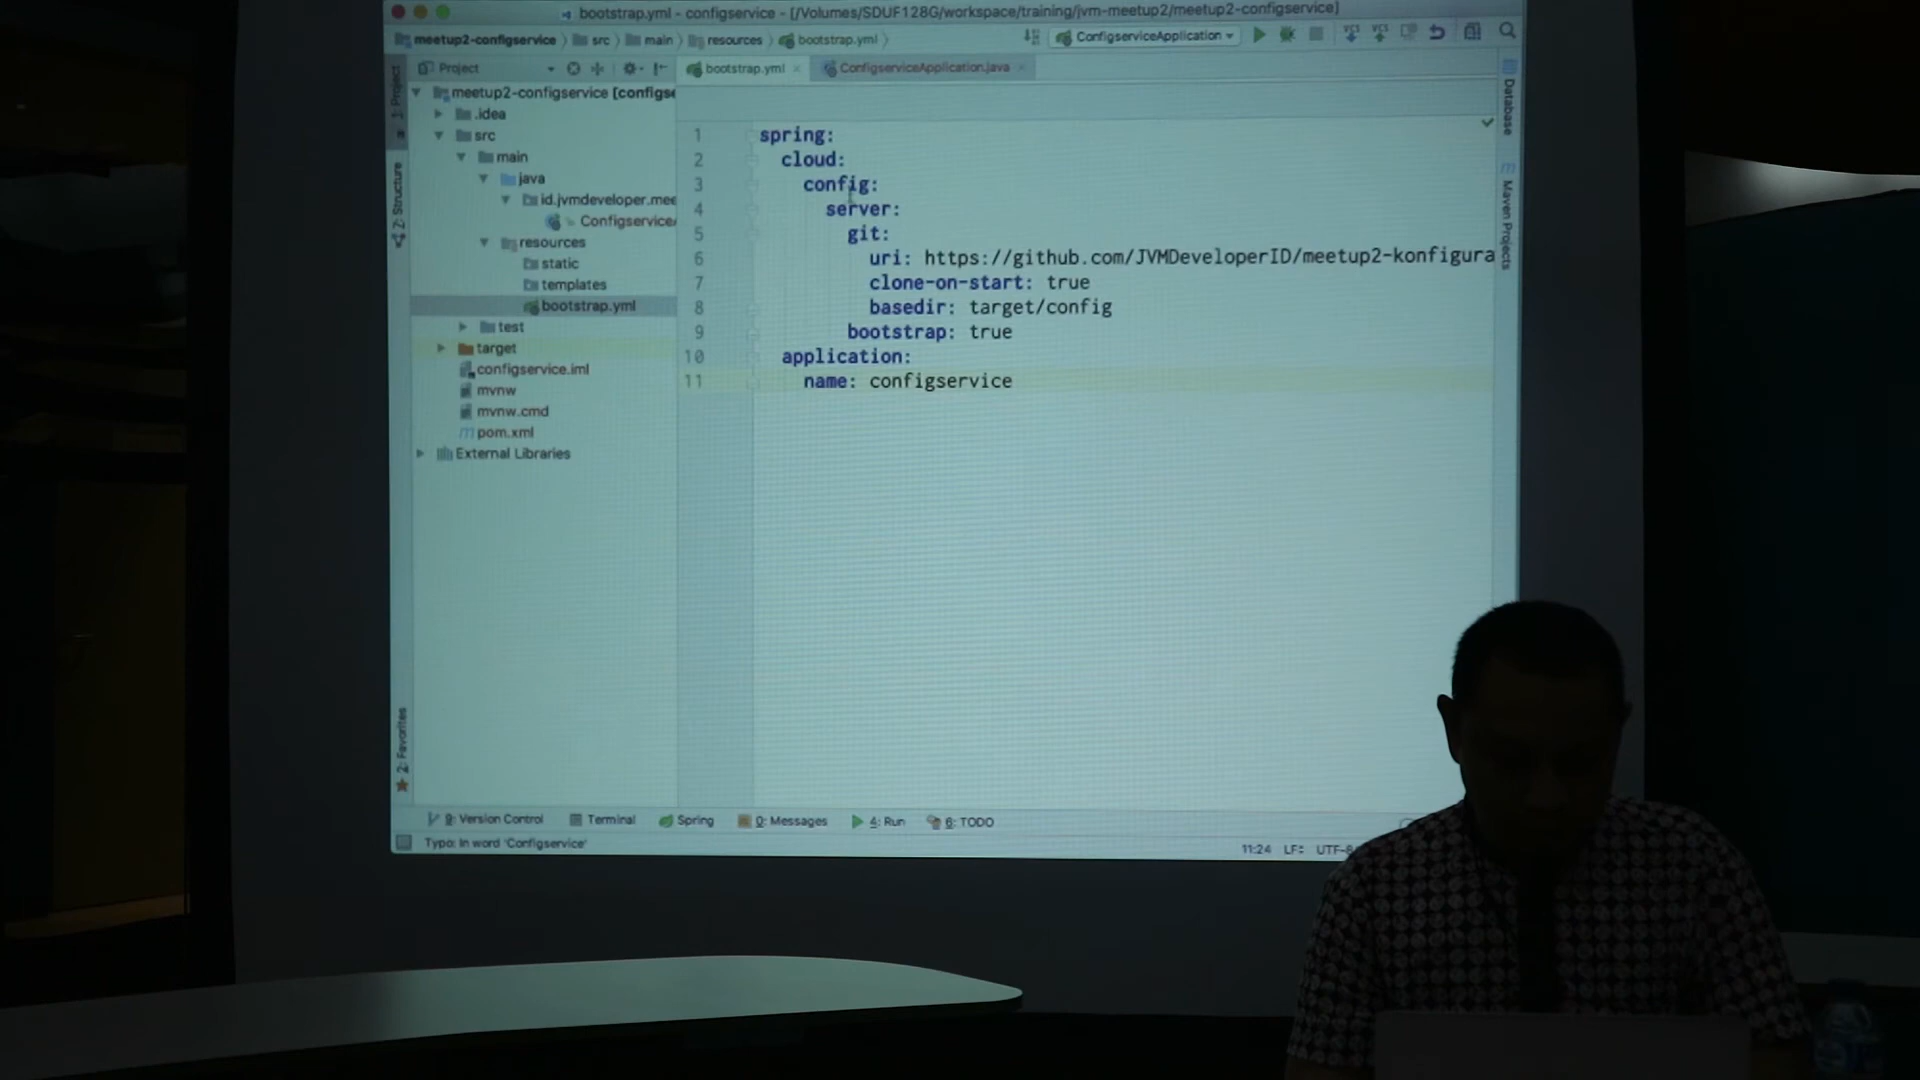 bootstrap.yml - configservice - [/Volumes/SDUF128G/workspace/training/jvm-meetup2/meetup2-configservice]
meetup2-configservice src main resources bootstrap.yml ConfigserviceApplication
Project bootstrap.yml ConfigserviceApplication.java
1: Project
Z: Structure
2: Favorites
meetup2-configservice [configse
.idea
src
main
java
id.jvmdeveloper.mee
Configservice
resources
static
templates
bootstrap.yml
test
target
configservice.iml
mvnw
mvnw.cmd
pom.xml
External Libraries
1 spring:
2 cloud:
3 config:
4 server:
5 git:
6 uri: https://github.com/JVMDeveloperID/meetup2-konfigura
7 clone-on-start: true
8 basedir: target/config
9 bootstrap: true
10 application:
11 name: configservice
Database
Maven Projects
9: Version Control Terminal Spring 0: Messages 4: Run 6: TODO
Typo: In word 'Configservice'
11:24 LF: UTF-8